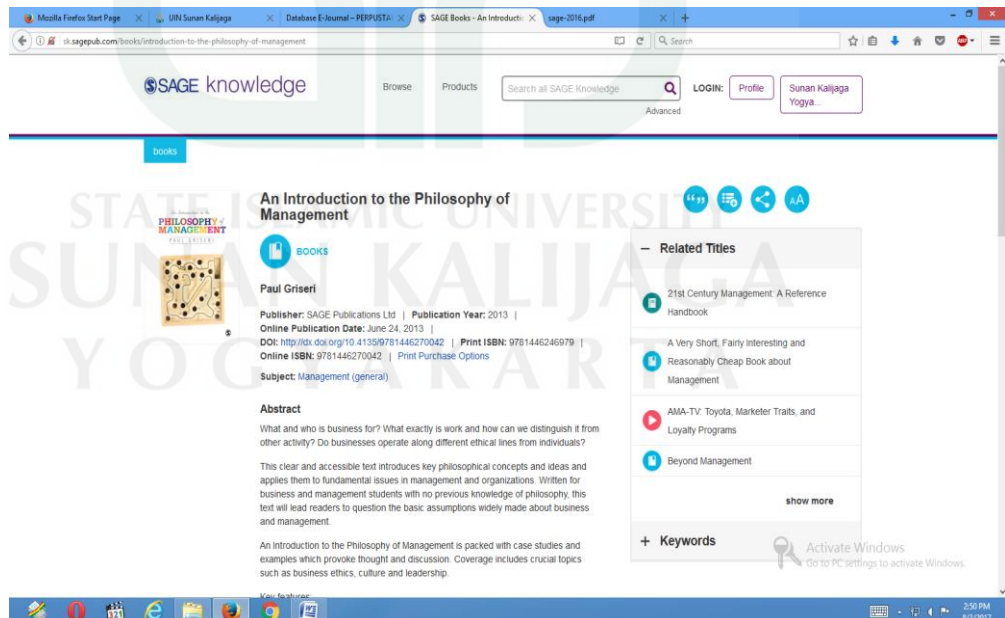 Mozilla Firefox Start Page
UIN Sunan Kalijaga
Database E-Journal – PERPUSTA
SAGE Books - An Introductio
sage-2016.pdf
sk.sagepub.com/books/introduction-to-the-philosophy-of-management
Search
SAGE knowledge
Browse
Products
Search all SAGE Knowledge
Advanced
LOGIN:
Profile
Sunan Kalijaga
Yogya...
books
STATE ISLAMIC UNIVERSITY
SUNAN KALIJAGA
YOGYAKARTA
PHILOSOPHY of
MANAGEMENT
PAUL GRISERI
An Introduction to the Philosophy of
Management
BOOKS
Paul Griseri
Publisher: SAGE Publications Ltd | Publication Year: 2013 |
Online Publication Date: June 24, 2013 |
DOI: http://dx.doi.org/10.4135/9781446270042 | Print ISBN: 9781446246979 |
Online ISBN: 9781446270042 | Print Purchase Options
Subject: Management (general)
Abstract
What and who is business for? What exactly is work and how can we distinguish it from
other activity? Do businesses operate along different ethical lines from individuals?
This clear and accessible text introduces key philosophical concepts and ideas and
applies them to fundamental issues in management and organizations. Written for
business and management students with no previous knowledge of philosophy, this
text will lead readers to question the basic assumptions widely made about business
and management.
An Introduction to the Philosophy of Management is packed with case studies and
examples which provoke thought and discussion. Coverage includes crucial topics
such as business ethics, culture and leadership.
Key features:
AA
− Related Titles
21st Century Management: A Reference
Handbook
A Very Short, Fairly Interesting and
Reasonably Cheap Book about
Management
AMA-TV: Toyota, Marketer Traits, and
Loyalty Programs
Beyond Management
show more
+ Keywords
Activate Windows
Go to PC settings to activate Windows.
2:50 PM
8/2/2017